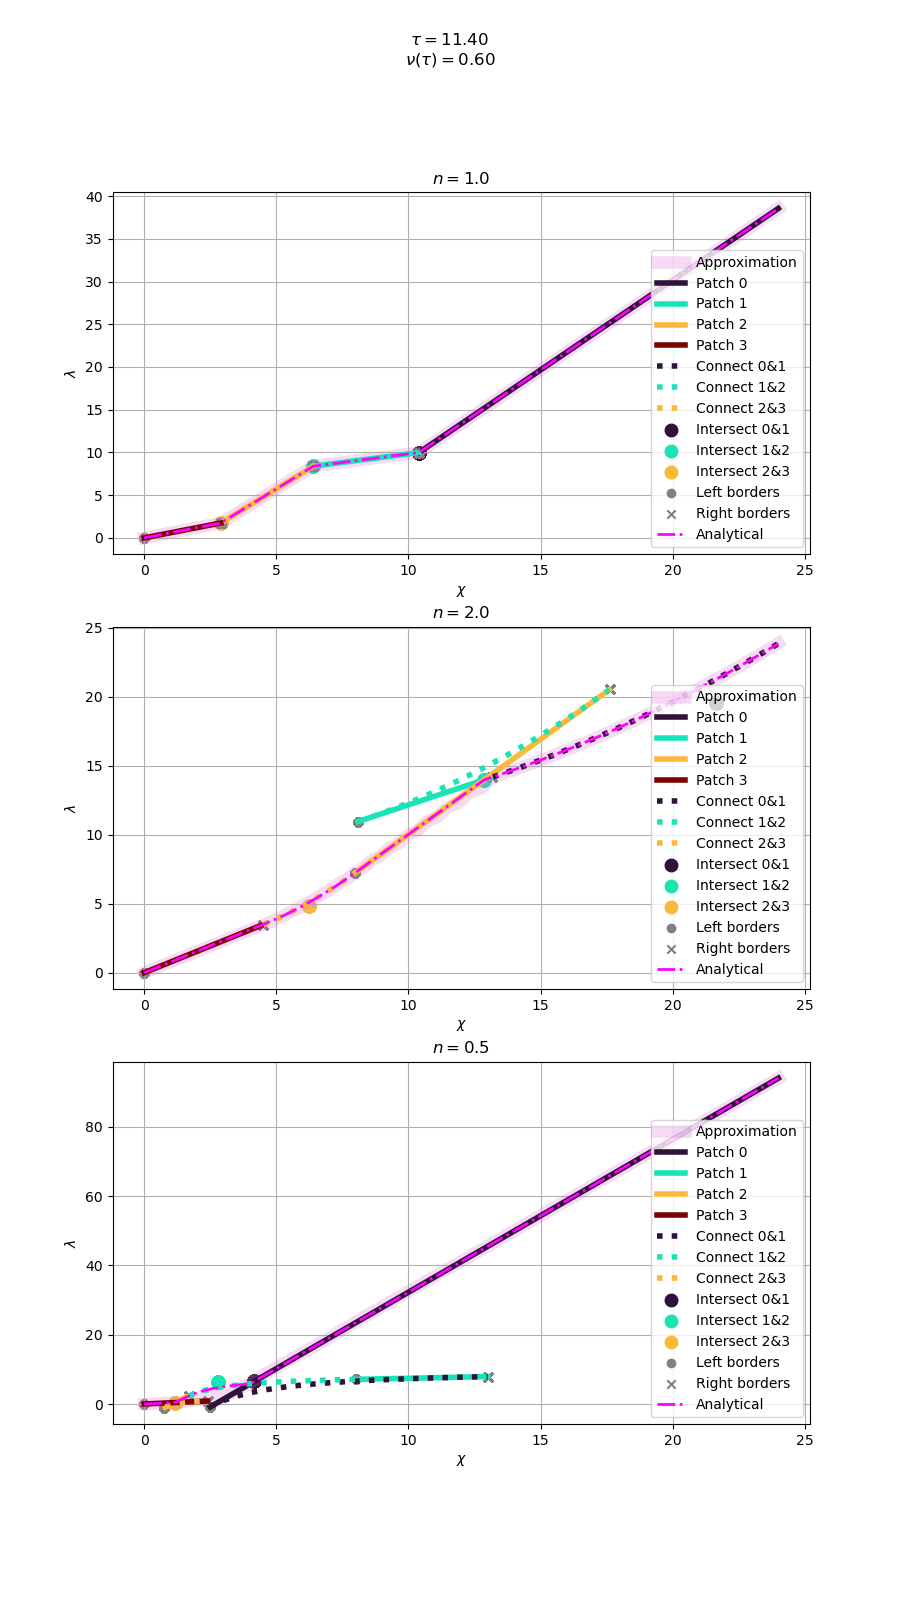 τ = 11.40
ν(τ) = 0.60
n = 1.0
40
35
30
25
20
15
10
5
0
λ
0 5 10 15 20 25
χ
Approximation
Patch 0
Patch 1
Patch 2
Patch 3
Connect 0&1
Connect 1&2
Connect 2&3
Intersect 0&1
Intersect 1&2
Intersect 2&3
Left borders
Right borders
Analytical
n = 2.0
25
20
15
10
5
0
λ
0 5 10 15 20 25
χ
Approximation
Patch 0
Patch 1
Patch 2
Patch 3
Connect 0&1
Connect 1&2
Connect 2&3
Intersect 0&1
Intersect 1&2
Intersect 2&3
Left borders
Right borders
Analytical
n = 0.5
80
60
40
20
0
λ
0 5 10 15 20 25
χ
Approximation
Patch 0
Patch 1
Patch 2
Patch 3
Connect 0&1
Connect 1&2
Connect 2&3
Intersect 0&1
Intersect 1&2
Intersect 2&3
Left borders
Right borders
Analytical